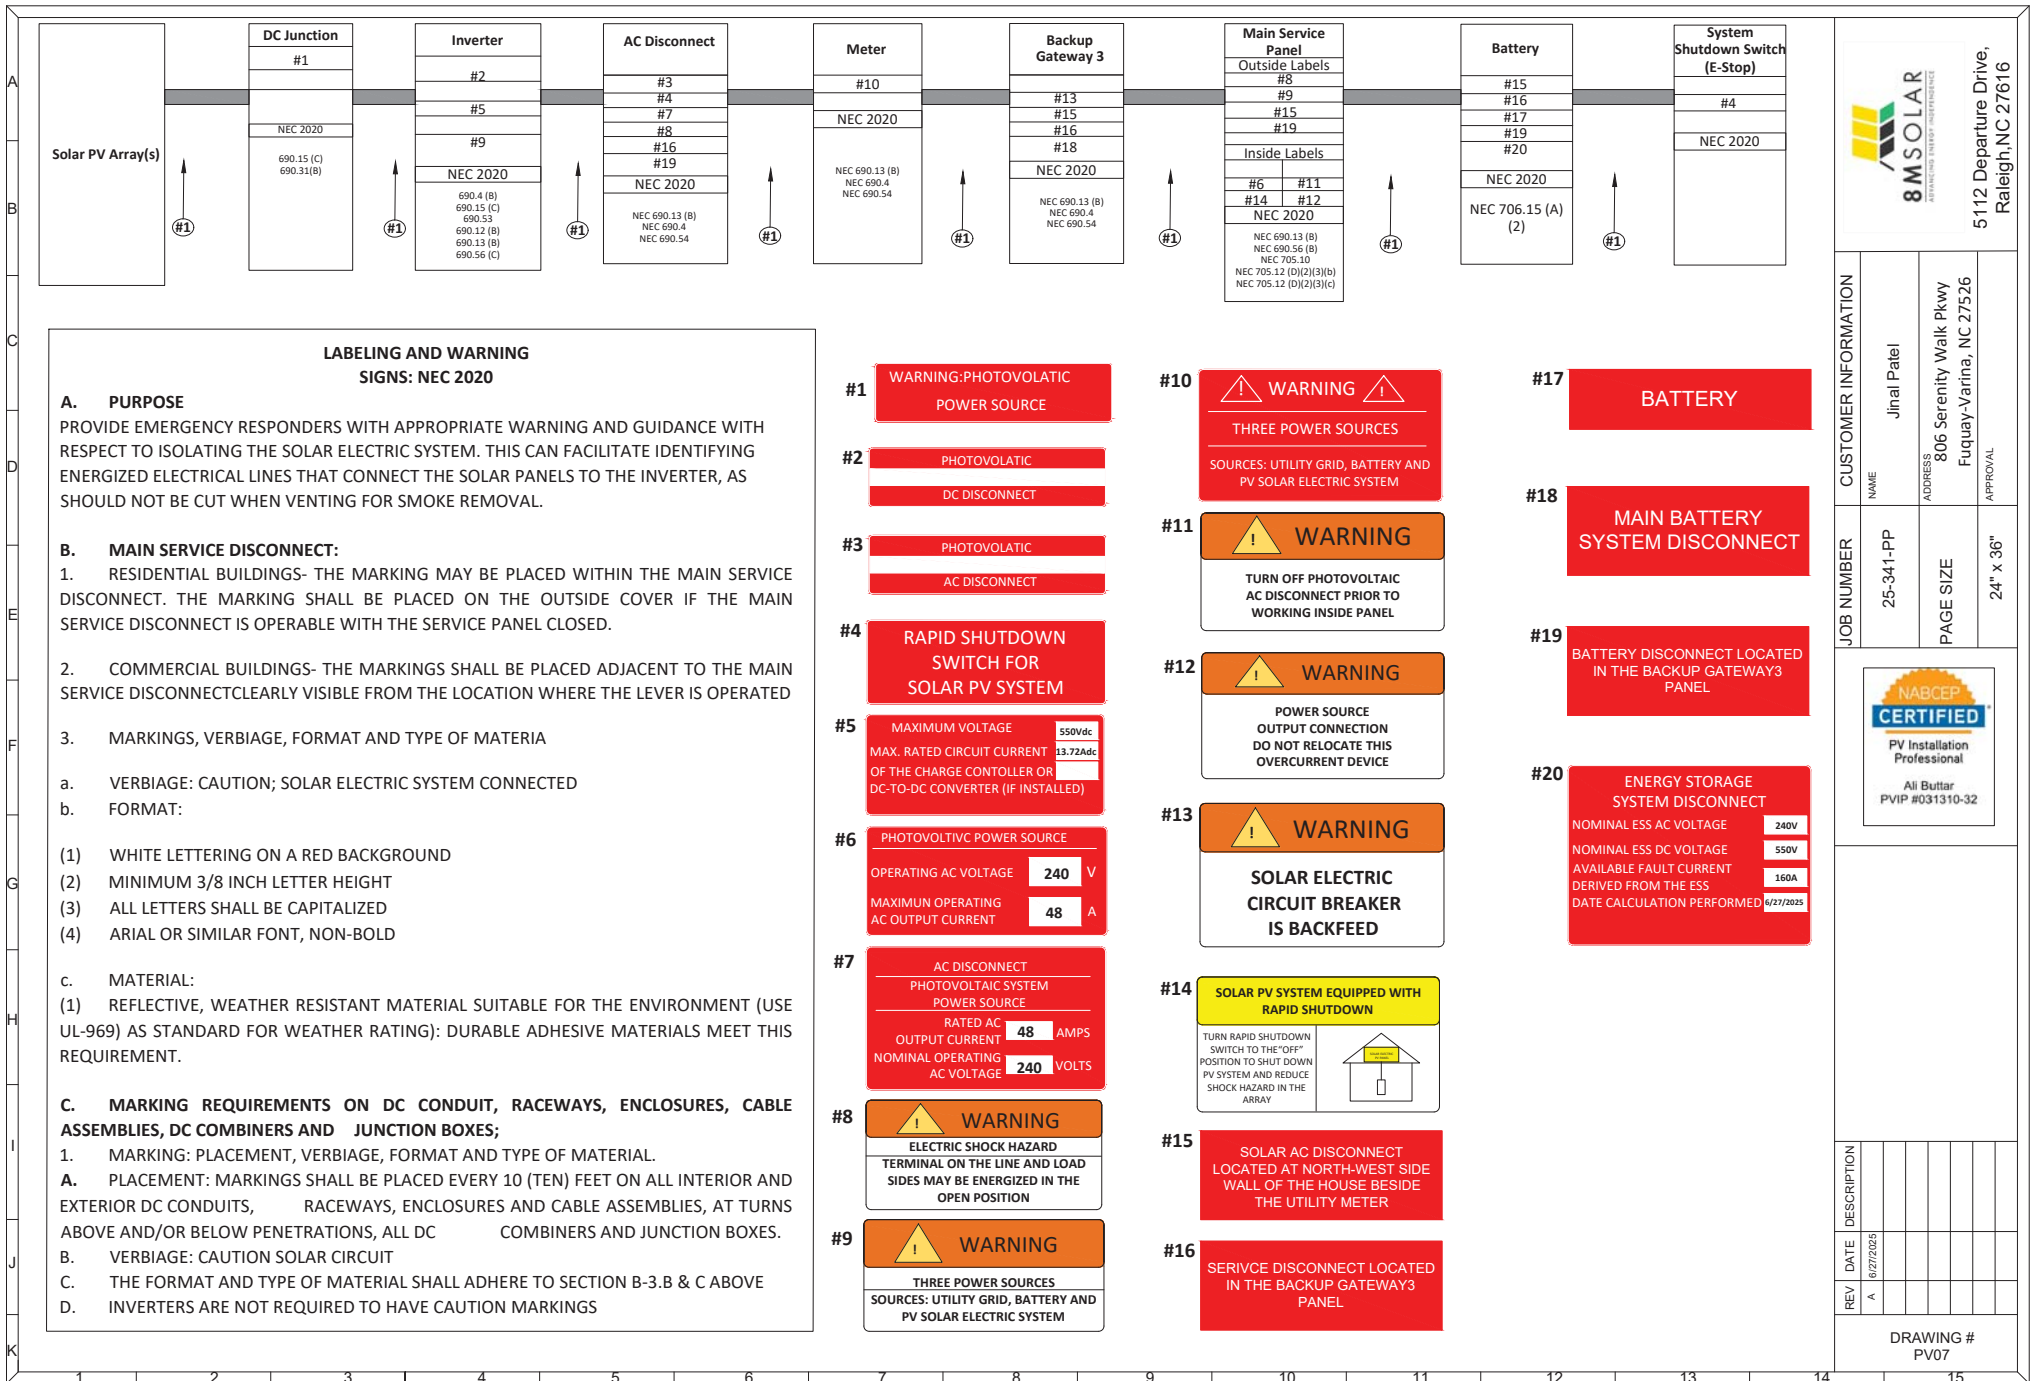 Solar PV Array(s)
DC Junction
#1
NEC 2020
690.15 (C)
690.31(B)
Inverter
#2
#5
#9
NEC 2020
690.4 (B)
690.15 (C)
690.53
690.12 (B)
690.13 (B)
690.56 (C)
AC Disconnect
#3
#4
#7
#8
#16
#19
NEC 2020
NEC 690.13 (B)
NEC 690.4
NEC 690.54
Meter
#10
NEC 2020
NEC 690.13 (B)
NEC 690.4
NEC 690.54
Backup
Gateway 3
#13
#15
#16
#18
NEC 2020
NEC 690.13 (B)
NEC 690.4
NEC 690.54
Main Service
Panel
Outside Labels
#8
#9
#15
#19
Inside Labels
#6 #11
#14 #12
NEC 2020
NEC 690.13 (B)
NEC 690.56 (B)
NEC 705.10
NEC 705.12 (D)(2)(3)(b)
NEC 705.12 (D)(2)(3)(c)
Battery
#15
#16
#17
#19
#20
NEC 2020
NEC 706.15 (A)
(2)
System
Shutdown Switch
(E-Stop)
#4
NEC 2020
#1
#1
#1
#1
#1
#1
#1
#1
LABELING AND WARNING
SIGNS: NEC 2020
A. PURPOSE
PROVIDE EMERGENCY RESPONDERS WITH APPROPRIATE WARNING AND GUIDANCE WITH
RESPECT TO ISOLATING THE SOLAR ELECTRIC SYSTEM. THIS CAN FACILITATE IDENTIFYING
ENERGIZED ELECTRICAL LINES THAT CONNECT THE SOLAR PANELS TO THE INVERTER, AS
SHOULD NOT BE CUT WHEN VENTING FOR SMOKE REMOVAL.
B. MAIN SERVICE DISCONNECT:
1. RESIDENTIAL BUILDINGS- THE MARKING MAY BE PLACED WITHIN THE MAIN SERVICE
DISCONNECT. THE MARKING SHALL BE PLACED ON THE OUTSIDE COVER IF THE MAIN
SERVICE DISCONNECT IS OPERABLE WITH THE SERVICE PANEL CLOSED.
2. COMMERCIAL BUILDINGS- THE MARKINGS SHALL BE PLACED ADJACENT TO THE MAIN
SERVICE DISCONNECTCLEARLY VISIBLE FROM THE LOCATION WHERE THE LEVER IS OPERATED
3. MARKINGS, VERBIAGE, FORMAT AND TYPE OF MATERIA
a. VERBIAGE: CAUTION; SOLAR ELECTRIC SYSTEM CONNECTED
b. FORMAT:
(1) WHITE LETTERING ON A RED BACKGROUND
(2) MINIMUM 3/8 INCH LETTER HEIGHT
(3) ALL LETTERS SHALL BE CAPITALIZED
(4) ARIAL OR SIMILAR FONT, NON-BOLD
c. MATERIAL:
(1) REFLECTIVE, WEATHER RESISTANT MATERIAL SUITABLE FOR THE ENVIRONMENT (USE
UL-969) AS STANDARD FOR WEATHER RATING): DURABLE ADHESIVE MATERIALS MEET THIS
REQUIREMENT.
C. MARKING REQUIREMENTS ON DC CONDUIT, RACEWAYS, ENCLOSURES, CABLE
ASSEMBLIES, DC COMBINERS AND JUNCTION BOXES;
1. MARKING: PLACEMENT, VERBIAGE, FORMAT AND TYPE OF MATERIAL.
A. PLACEMENT: MARKINGS SHALL BE PLACED EVERY 10 (TEN) FEET ON ALL INTERIOR AND
EXTERIOR DC CONDUITS, RACEWAYS, ENCLOSURES AND CABLE ASSEMBLIES, AT TURNS
ABOVE AND/OR BELOW PENETRATIONS, ALL DC COMBINERS AND JUNCTION BOXES.
B. VERBIAGE: CAUTION SOLAR CIRCUIT
C. THE FORMAT AND TYPE OF MATERIAL SHALL ADHERE TO SECTION B-3.B & C ABOVE
D. INVERTERS ARE NOT REQUIRED TO HAVE CAUTION MARKINGS
#1
WARNING:PHOTOVOLATIC
POWER SOURCE
#2
PHOTOVOLATIC
DC DISCONNECT
#3
PHOTOVOLATIC
AC DISCONNECT
#4
RAPID SHUTDOWN
SWITCH FOR
SOLAR PV SYSTEM
#5
MAXIMUM VOLTAGE 550Vdc
MAX. RATED CIRCUIT CURRENT 13.72Adc
OF THE CHARGE CONTOLLER OR
DC-TO-DC CONVERTER (IF INSTALLED)
#6
PHOTOVOLTIVC POWER SOURCE
OPERATING AC VOLTAGE 240 V
MAXIMUN OPERATING
AC OUTPUT CURRENT 48 A
#7
AC DISCONNECT
PHOTOVOLTAIC SYSTEM
POWER SOURCE
RATED AC
OUTPUT CURRENT 48 AMPS
NOMINAL OPERATING
AC VOLTAGE 240 VOLTS
#8
! WARNING
ELECTRIC SHOCK HAZARD
TERMINAL ON THE LINE AND LOAD
SIDES MAY BE ENERGIZED IN THE
OPEN POSITION
#9
! WARNING
THREE POWER SOURCES
SOURCES: UTILITY GRID, BATTERY AND
PV SOLAR ELECTRIC SYSTEM
#10
! WARNING !
THREE POWER SOURCES
SOURCES: UTILITY GRID, BATTERY AND
PV SOLAR ELECTRIC SYSTEM
#11
! WARNING
TURN OFF PHOTOVOLTAIC
AC DISCONNECT PRIOR TO
WORKING INSIDE PANEL
#12
! WARNING
POWER SOURCE
OUTPUT CONNECTION
DO NOT RELOCATE THIS
OVERCURRENT DEVICE
#13
! WARNING
SOLAR ELECTRIC
CIRCUIT BREAKER
IS BACKFEED
#14
SOLAR PV SYSTEM EQUIPPED WITH
RAPID SHUTDOWN
TURN RAPID SHUTDOWN
SWITCH TO THE"OFF"
POSITION TO SHUT DOWN
PV SYSTEM AND REDUCE
SHOCK HAZARD IN THE
ARRAY
#15
SOLAR AC DISCONNECT
LOCATED AT NORTH-WEST SIDE
WALL OF THE HOUSE BESIDE
THE UTILITY METER
#16
SERIVCE DISCONNECT LOCATED
IN THE BACKUP GATEWAY3
PANEL
#17
BATTERY
#18
MAIN BATTERY
SYSTEM DISCONNECT
#19
BATTERY DISCONNECT LOCATED
IN THE BACKUP GATEWAY3
PANEL
#20
ENERGY STORAGE
SYSTEM DISCONNECT
NOMINAL ESS AC VOLTAGE 240V
NOMINAL ESS DC VOLTAGE 550V
AVAILABLE FAULT CURRENT
DERIVED FROM THE ESS 160A
DATE CALCULATION PERFORMED 6/27/2025
8MSOLAR
ADVANCING ENERGY INDEPENDENCE
5112 Departure Drive,
Raleigh,NC 27616
CUSTOMER INFORMATION
NAME
Jinal Patel
ADDRESS
806 Serenity Walk Pkwy
Fuquay-Varina, NC 27526
APPROVAL
JOB NUMBER
25-341-PP
PAGE SIZE
24" x 36"
NABCEP
CERTIFIED
PV Installation
Professional
Ali Buttar
PVIP #031310-32
REV DATE DESCRIPTION
A 6/27/2025
DRAWING #
PV07
A
B
C
D
E
F
G
H
I
J
K
1 2 3 4 5 6 7 8 9 10 11 12 13 14 15